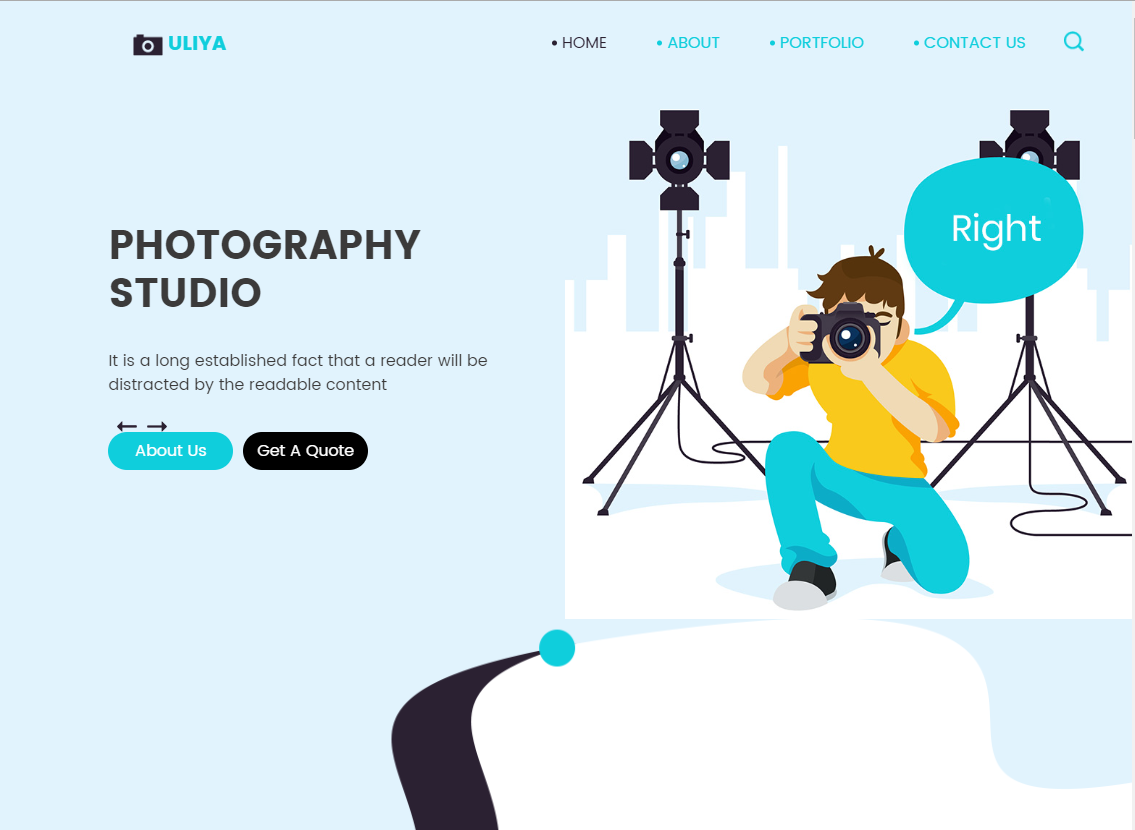 ULIYA
• HOME
• ABOUT
• PORTFOLIO
• CONTACT US
Right
PHOTOGRAPHY
STUDIO
It is a long established fact that a reader will be
distracted by the readable content
About Us
Get A Quote